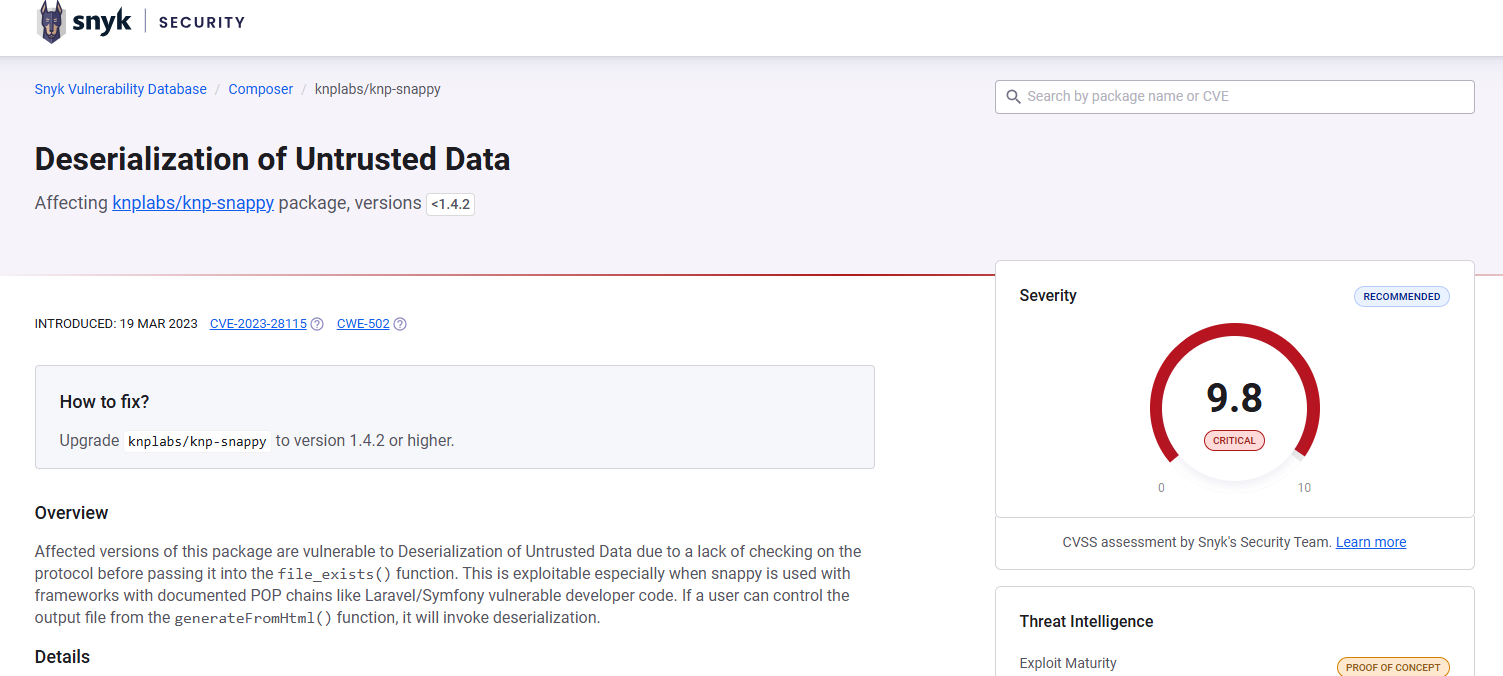 snyk | SECURITY
Snyk Vulnerability Database / Composer / knplabs/knp-snappy
Search by package name or CVE
Deserialization of Untrusted Data
Affecting knplabs/knp-snappy package, versions <1.4.2
INTRODUCED: 19 MAR 2023 CVE-2023-28115 ? CWE-502 ?
How to fix?
Upgrade knplabs/knp-snappy to version 1.4.2 or higher.
Overview
Affected versions of this package are vulnerable to Deserialization of Untrusted Data due to a lack of checking on the
protocol before passing it into the file_exists() function. This is exploitable especially when snappy is used with
frameworks with documented POP chains like Laravel/Symfony vulnerable developer code. If a user can control the
output file from the generateFromHtml() function, it will invoke deserialization.
Details
Severity
RECOMMENDED
9.8
CRITICAL
0 10
CVSS assessment by Snyk's Security Team. Learn more
Threat Intelligence
Exploit Maturity
PROOF OF CONCEPT